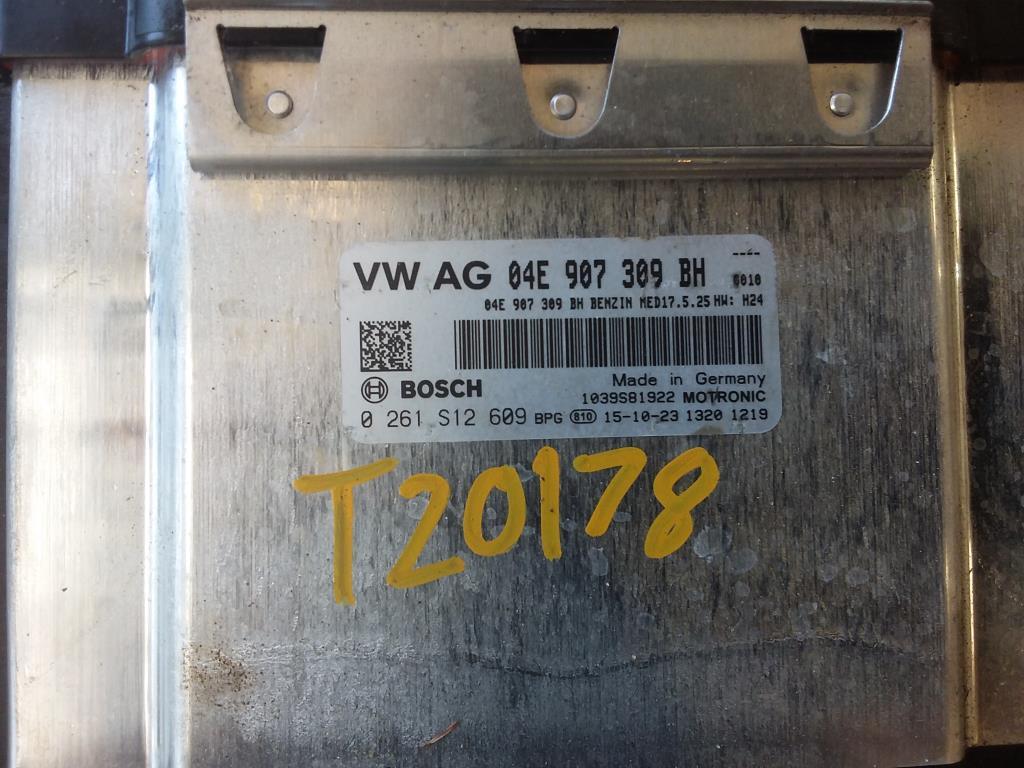 VW AG 04E 907 309 BH ----
0010
04E 907 309 BH BENZIN MED17.5.25 HW: H24
BOSCH
Made in Germany
1039S81922 MOTRONIC
0 261 S12 609 BPG 810 15-10-23 1320 1219
T20178